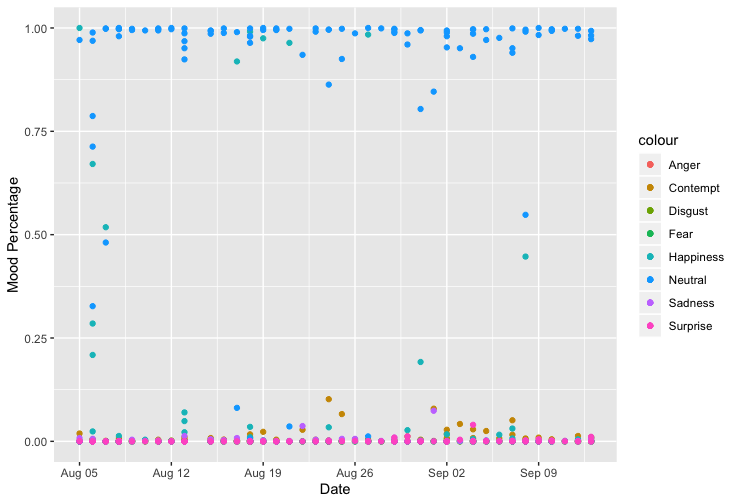 1.00
0.75
0.50
0.25
0.00
Mood Percentage
Aug 05 Aug 12 Aug 19 Aug 26 Sep 02 Sep 09
Date
colour
Anger
Contempt
Disgust
Fear
Happiness
Neutral
Sadness
Surprise